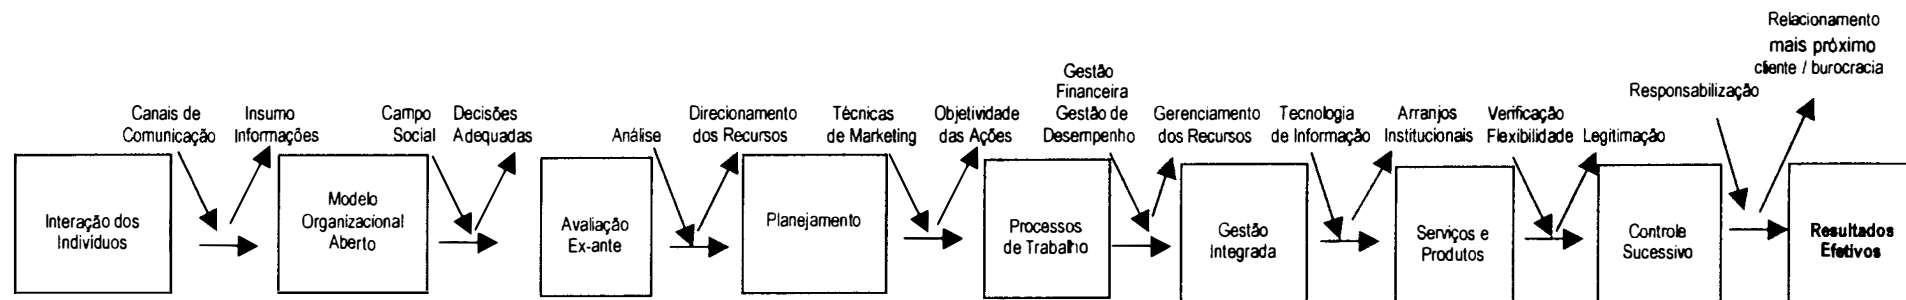 Canais de
Comunicação
Insumo
Informações
Campo
Social
Decisões
Adequadas
Análise
Direcionamento
dos Recursos
Técnicas
de Marketing
Objetividade
das Ações
Gestão
Financeira
Gestão de
Desempenho
Gerenciamento
dos Recursos
Tecnologia
de Informação
Arranjos
Institucionais
Verificação
Flexibilidade
Legitimação
Responsabilização
Relacionamento
mais próximo
cliente / burocracia
Interação dos
Indivíduos
Modelo
Organizacional
Aberto
Avaliação
Ex-ante
Planejamento
Processos
de Trabalho
Gestão
Integrada
Serviços e
Produtos
Controle
Sucessivo
Resultados
Efetivos